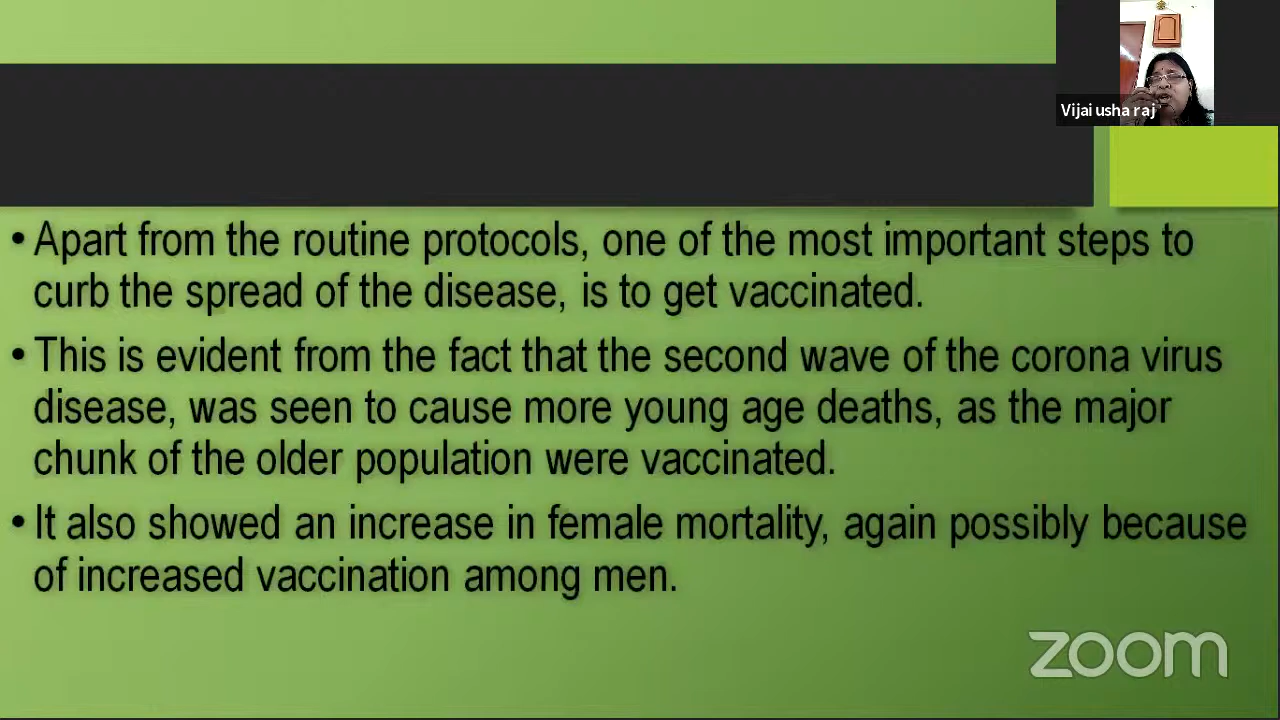 Vijai usha raj
• Apart from the routine protocols, one of the most important steps to
curb the spread of the disease, is to get vaccinated.
• This is evident from the fact that the second wave of the corona virus
disease, was seen to cause more young age deaths, as the major
chunk of the older population were vaccinated.
• It also showed an increase in female mortality, again possibly because
of increased vaccination among men.
zoom